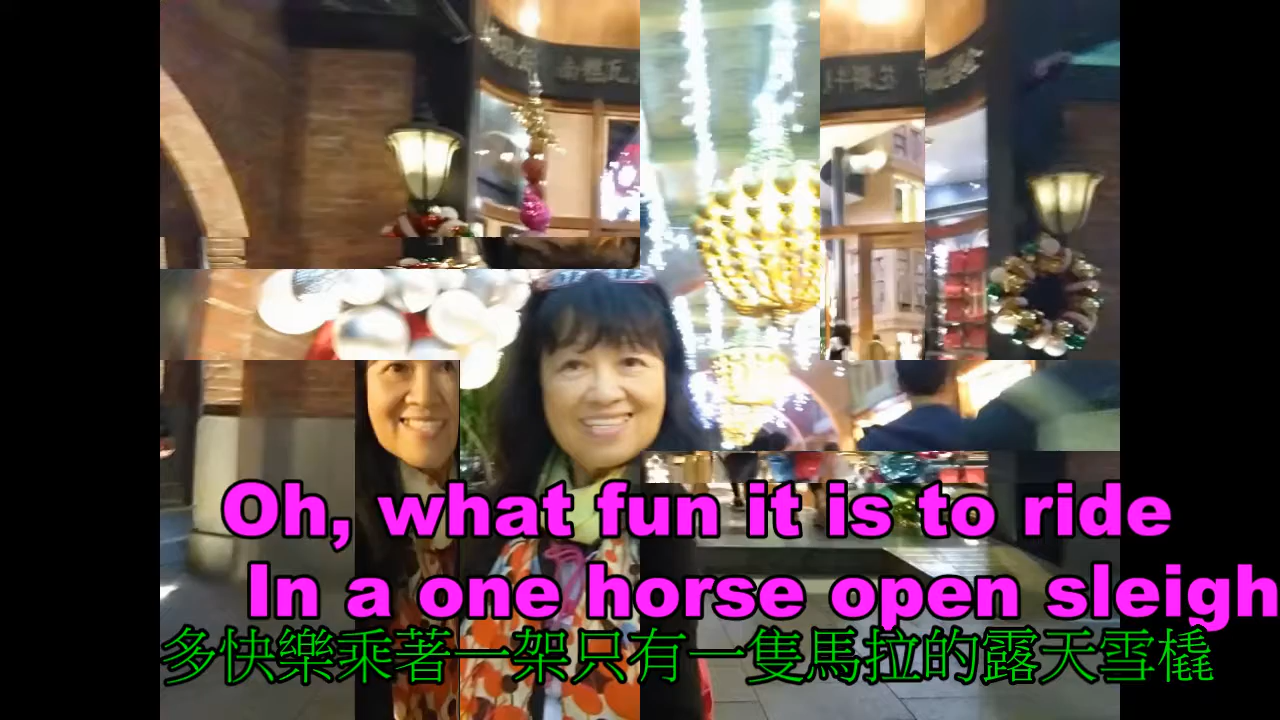 Oh, what fun it is to ride
In a one horse open sleigh
多快樂乘著一架只有一隻馬拉的露天雪橇